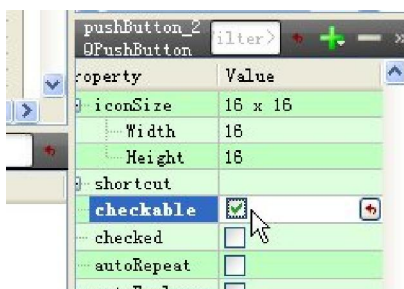 pushButton_2
QPushButton
ilter>
roperty Value
iconSize 16 x 16
Width 16
Height 16
shortcut
checkable
checked
autoRepeat